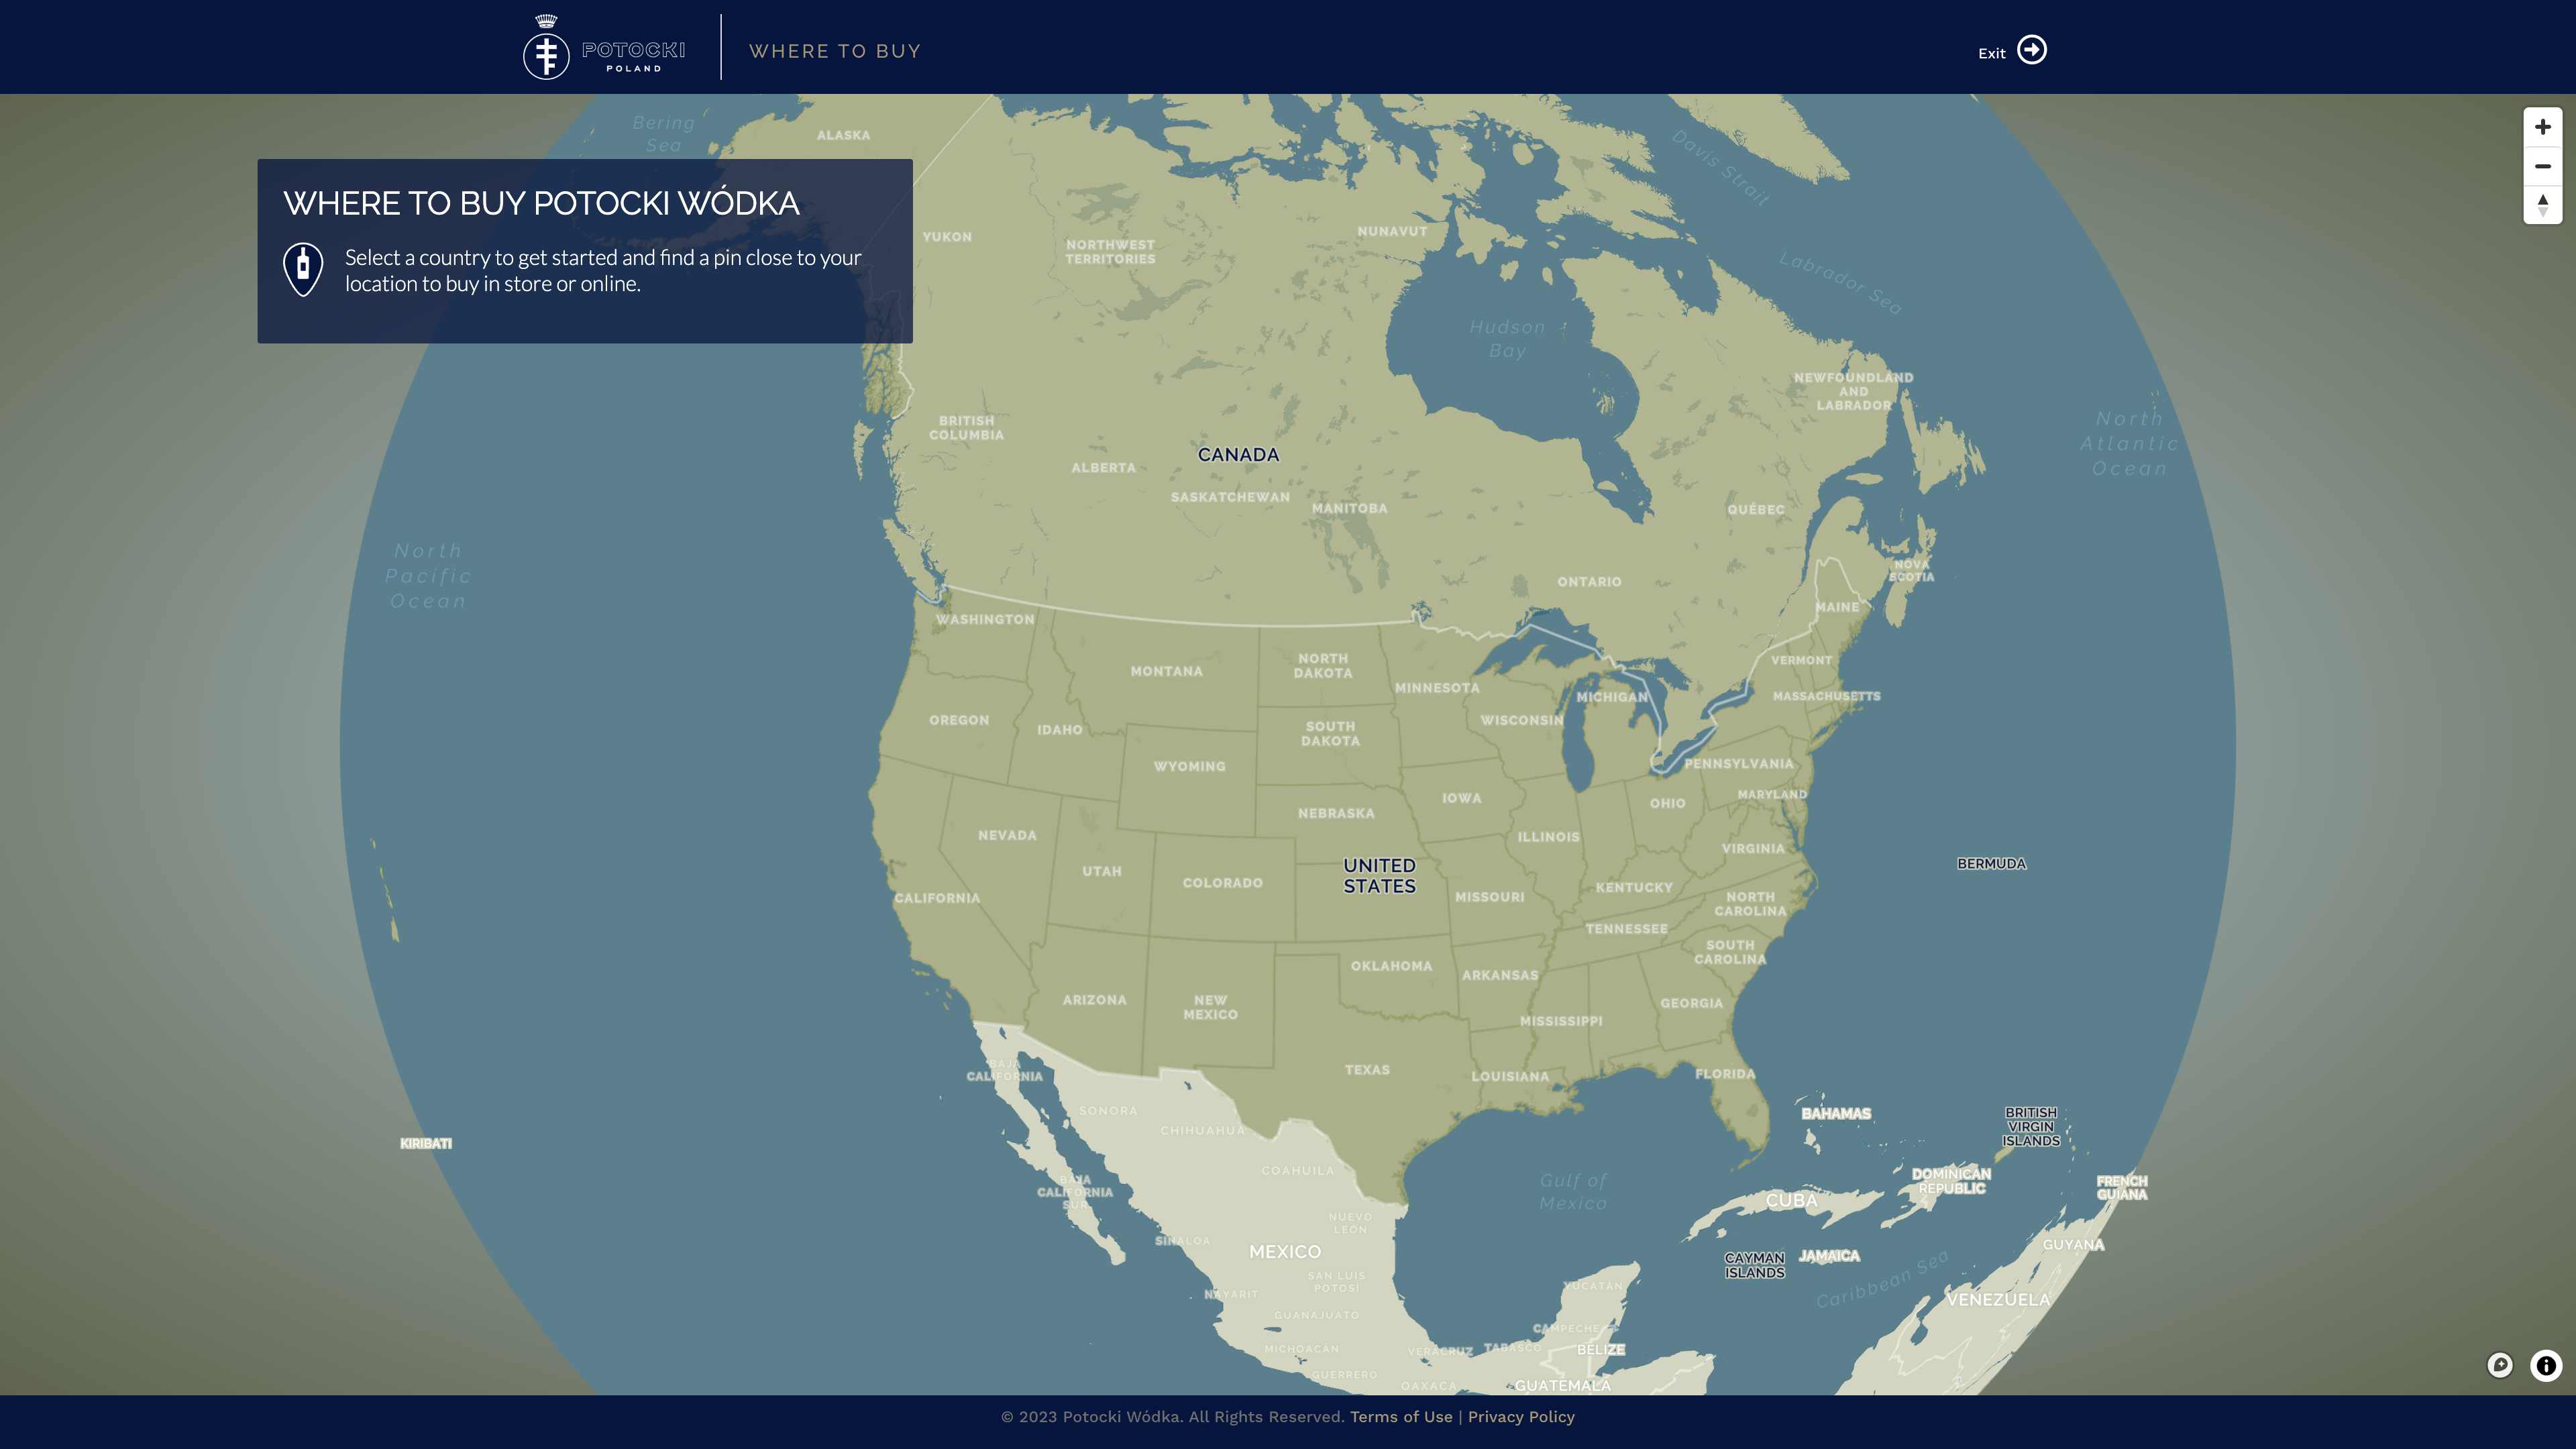 POTOCKI
POLAND
WHERE TO BUY
Exit
Bering
Sea
ALASKA
Davis Strait
WHERE TO BUY POTOCKI WÓDKA
Select a country to get started and find a pin close to your
location to buy in store or online.
YUKON
NORTHWEST
TERRITORIES
NUNAVUT
Labrador Sea
Hudson
Bay
NEWFOUNDLAND
AND
LABRADOR
North
Atlantic
Ocean
BRITISH
COLUMBIA
CANADA
ALBERTA
SASKATCHEWAN
MANITOBA
QUÉBEC
North
Pacific
Ocean
NOVA
SCOTIA
ONTARIO
MAINE
WASHINGTON
MONTANA
NORTH
DAKOTA
MINNESOTA
VERMONT
MICHIGAN
MASSACHUSETTS
OREGON
IDAHO
SOUTH
DAKOTA
WISCONSIN
WYOMING
PENNSYLVANIA
IOWA
OHIO
MARYLAND
NEBRASKA
NEVADA
ILLINOIS
VIRGINIA
UNITED
STATES
BERMUDA
UTAH
COLORADO
CALIFORNIA
MISSOURI
KENTUCKY
NORTH
CAROLINA
TENNESSEE
SOUTH
CAROLINA
OKLAHOMA
ARKANSAS
ARIZONA
NEW
MEXICO
GEORGIA
MISSISSIPPI
TEXAS
LOUISIANA
FLORIDA
BAJA
CALIFORNIA
SONORA
CHIHUAHUA
BAHAMAS
BRITISH
VIRGIN
ISLANDS
KIRIBATI
COAHUILA
BAJA
CALIFORNIA
SUR
Gulf of
Mexico
DOMINICAN
REPUBLIC
FRENCH
GUIANA
CUBA
NUEVO
LEÓN
SINALOA
MEXICO
GUYANA
CAYMAN
ISLANDS
JAMAICA
Caribbean Sea
SAN LUIS
POTOSÍ
YUCATÁN
NAYARIT
VENEZUELA
GUANAJUATO
CAMPECHE
MICHOACÁN
VERACRUZ
TABASCO
BELIZE
GUERRERO
OAXACA
GUATEMALA
© 2023 Potocki Wódka. All Rights Reserved. Terms of Use | Privacy Policy